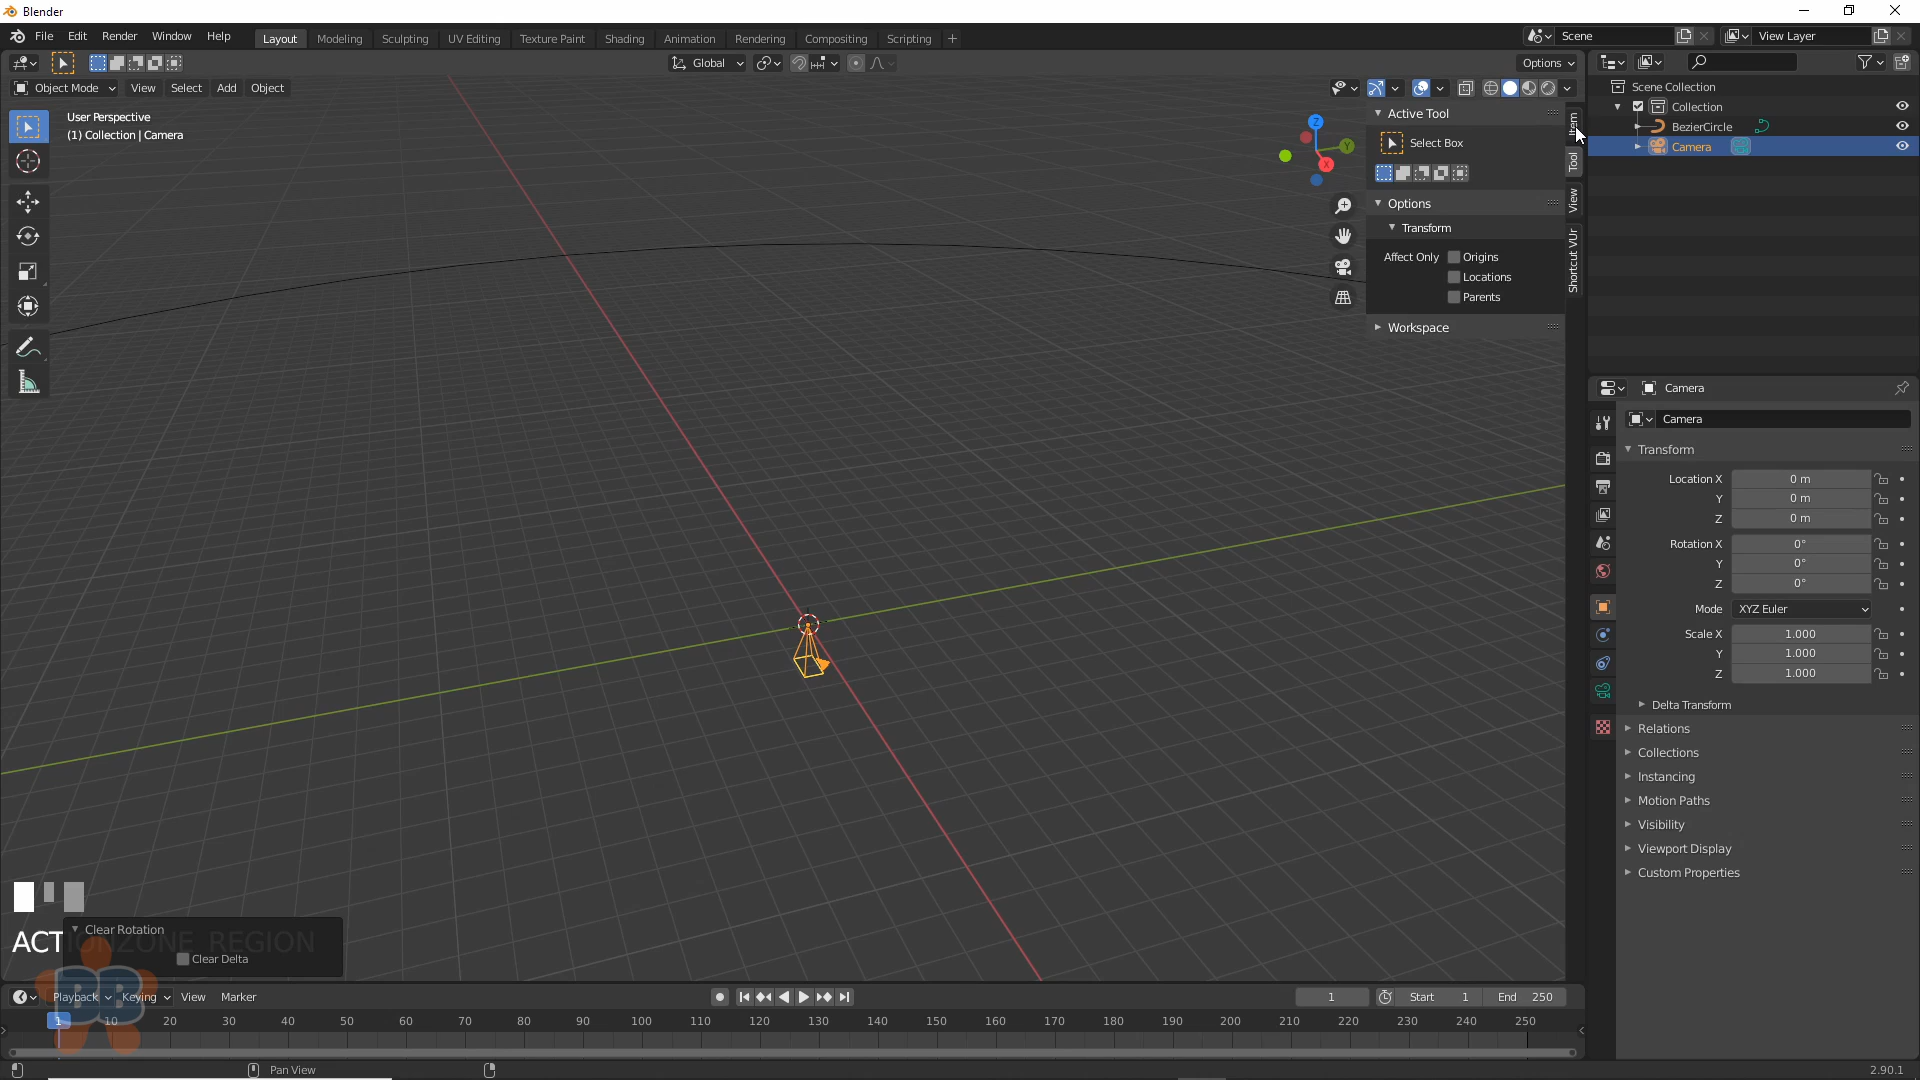 Blender
File Edit Render Window Help Layout Modeling Sculpting UV Editing Texture Paint Shading Animation Rendering Compositing Scripting + Scene View Layer
Global Options
Object Mode View Select Add Object
User Perspective
(1) Collection | Camera
Z
Y
X
Active Tool
Select Box
Options
Transform
Affect Only Origins
Locations
Parents
Workspace
Item
Tool
View
Shortcut VUr
Scene Collection
Collection
BezierCircle
Camera
Camera
Camera
Transform
Location X 0 m
Y 0 m
Z 0 m
Rotation X 0°
Y 0°
Z 0°
Mode XYZ Euler
Scale X 1.000
Y 1.000
Z 1.000
Delta Transform
Relations
Collections
Instancing
Motion Paths
Visibility
Viewport Display
Custom Properties
Clear Rotation
ACTIONZONE_REGION
Clear Delta
BB
Playback Keying View Marker 1 Start 1 End 250
1 10 20 30 40 50 60 70 80 90 100 110 120 130 140 150 160 170 180 190 200 210 220 230 240 250
Pan View 2.90.1